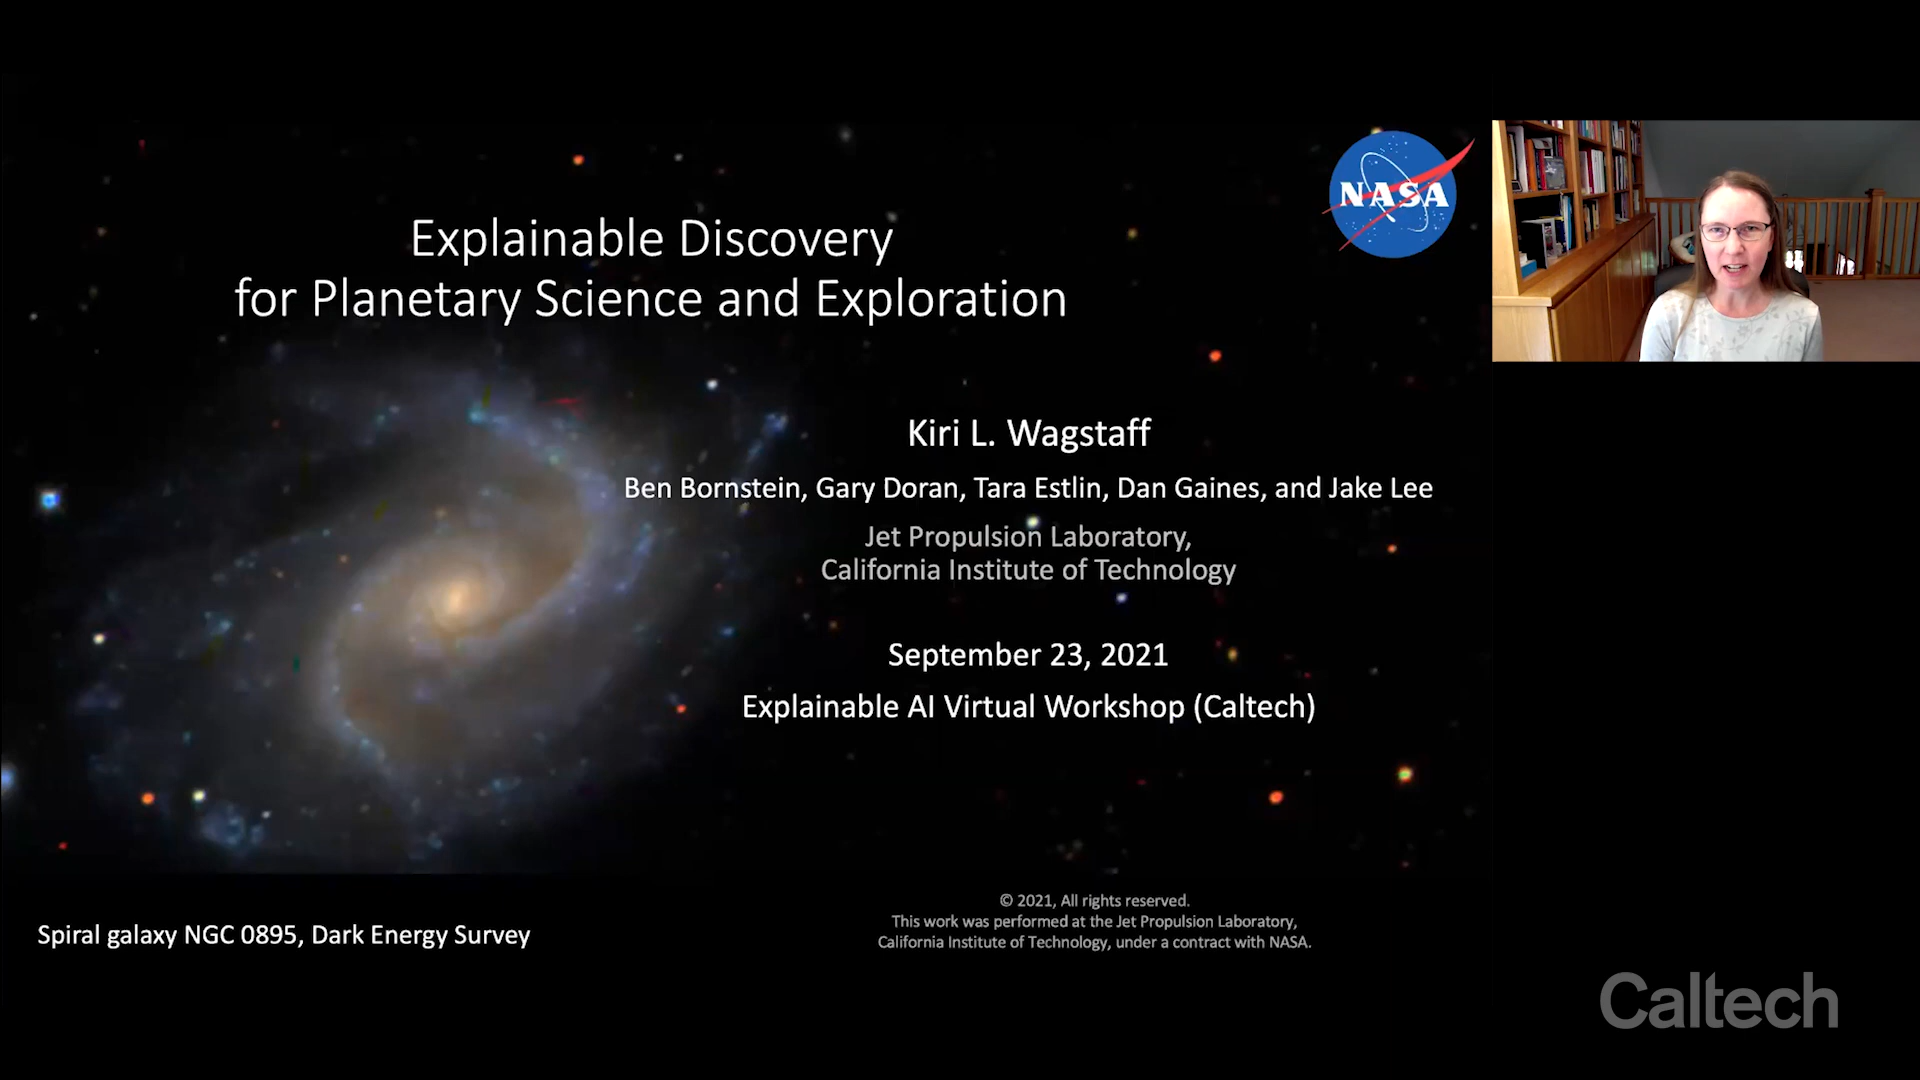 NASA
Explainable Discovery
for Planetary Science and Exploration
Kiri L. Wagstaff
Ben Bornstein, Gary Doran, Tara Estlin, Dan Gaines, and Jake Lee
Jet Propulsion Laboratory,
California Institute of Technology
September 23, 2021
Explainable AI Virtual Workshop (Caltech)
© 2021, All rights reserved.
This work was performed at the Jet Propulsion Laboratory,
California Institute of Technology, under a contract with NASA.
Spiral galaxy NGC 0895, Dark Energy Survey
Caltech